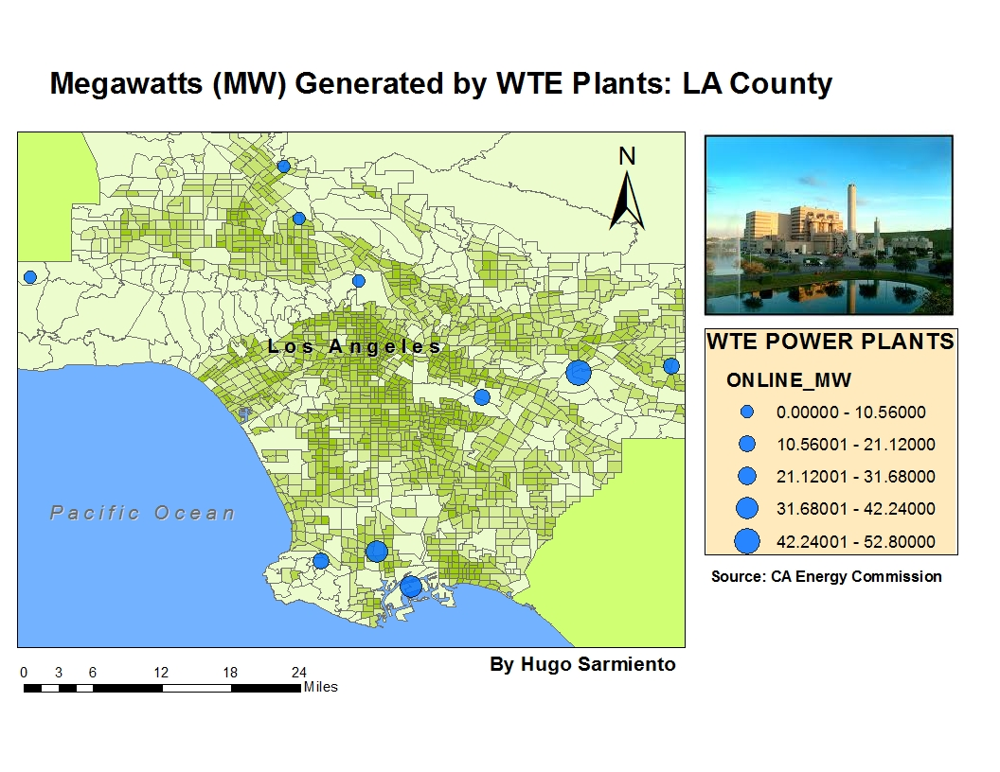 Megawatts (MW) Generated by WTE Plants: LA County
N
Los Angeles
Pacific Ocean
WTE POWER PLANTS
ONLINE_MW
0.00000 - 10.56000
10.56001 - 21.12000
21.12001 - 31.68000
31.68001 - 42.24000
42.24001 - 52.80000
Source: CA Energy Commission
By Hugo Sarmiento
0 3 6 12 18 24
Miles